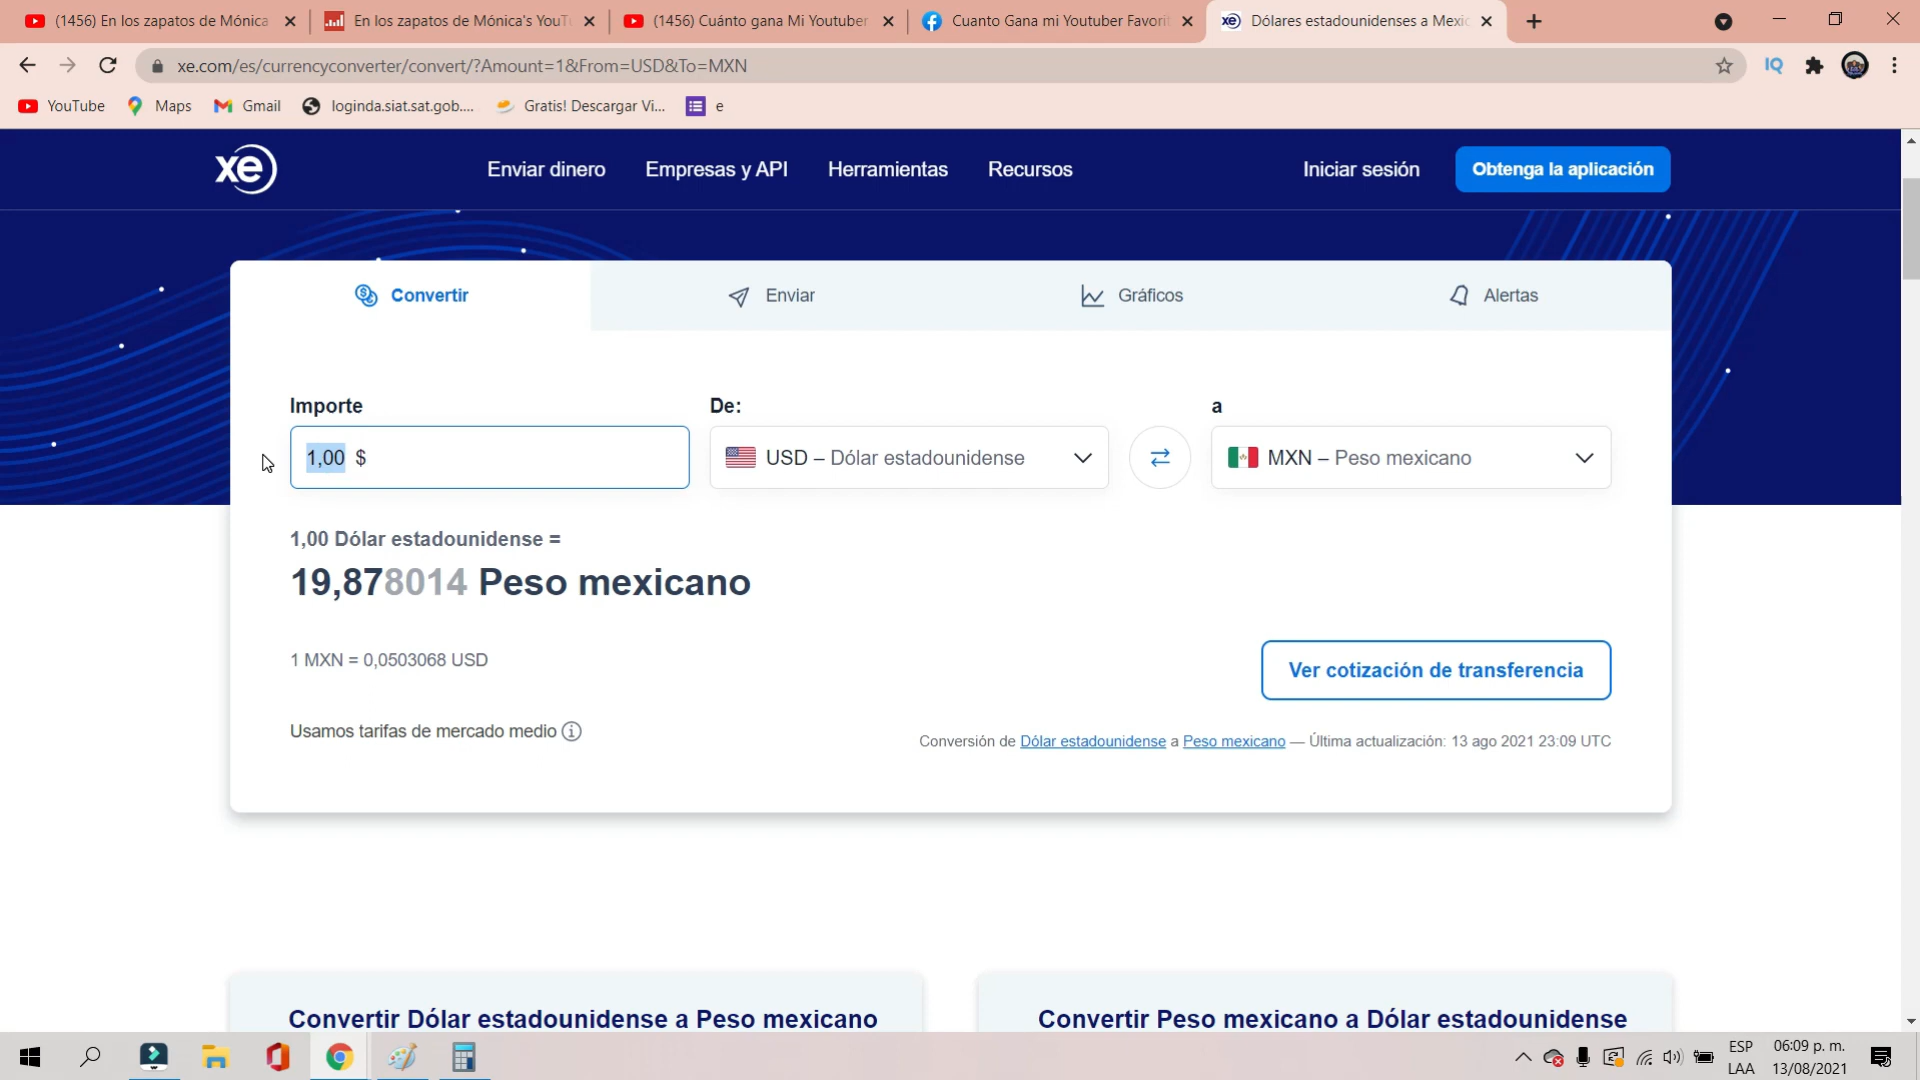 (1456) En los zapatos de Mónica
En los zapatos de Mónica's YouT
(1456) Cuánto gana Mi Youtuber
Cuanto Gana mi Youtuber Favori
xe
Dólares estadounidenses a Mexic
xe.com/es/currencyconverter/convert/?Amount=1&From=USD&To=MXN
IQ
YouTube
Maps
Gmail
loginda.siat.sat.gob....
Gratis! Descargar Vi...
e
xe
Enviar dinero
Empresas y API
Herramientas
Recursos
Iniciar sesión
Obtenga la aplicación
Convertir
Enviar
Gráficos
Alertas
Importe
De:
a
1,00 $
USD – Dólar estadounidense
MXN – Peso mexicano
1,00 Dólar estadounidense =
19,878014 Peso mexicano
1 MXN = 0,0503068 USD
Ver cotización de transferencia
Usamos tarifas de mercado medio
Conversión de Dólar estadounidense a Peso mexicano — Última actualización: 13 ago 2021 23:09 UTC
Convertir Dólar estadounidense a Peso mexicano
Convertir Peso mexicano a Dólar estadounidense
ESP
LAA
06:09 p. m.
13/08/2021